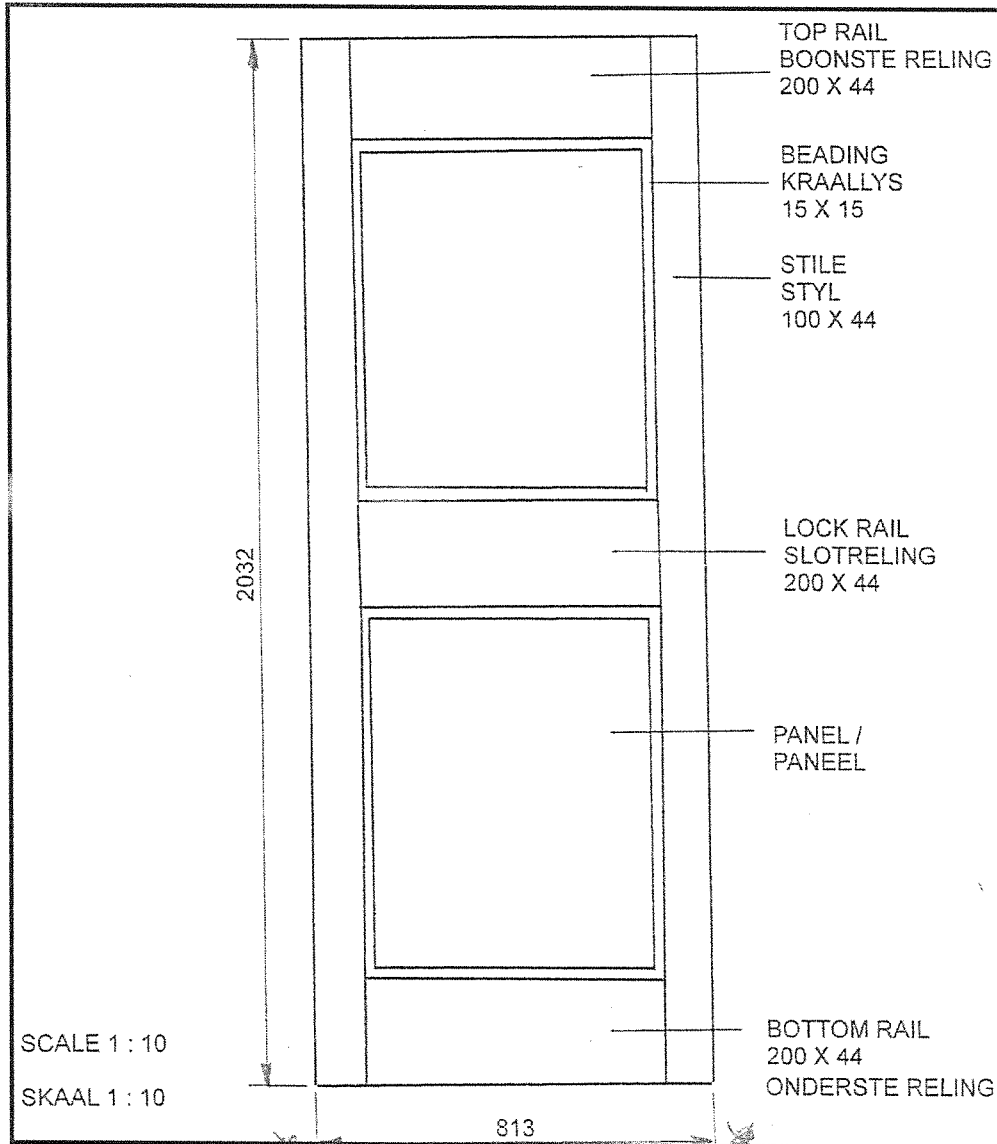 TOP RAIL
BOONSTE RELING
200 X 44
BEADING
KRAALLYS
15 X 15
STILE
STYL
100 X 44
LOCK RAIL
SLOTRELING
200 X 44
2032
PANEL /
PANEEL
BOTTOM RAIL
200 X 44
ONDERSTE RELING
SCALE 1 : 10
SKAAL 1 : 10
813